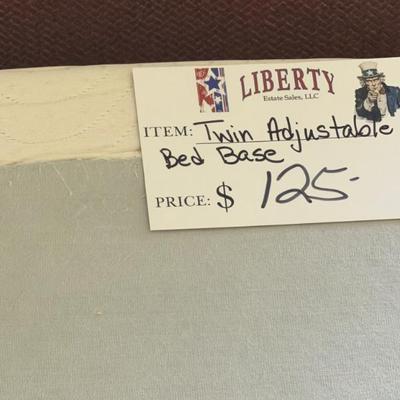 LIBERTY
Estate Sales, LLC
ITEM: Twin Adjustable
Bed Base
PRICE: $ 125-